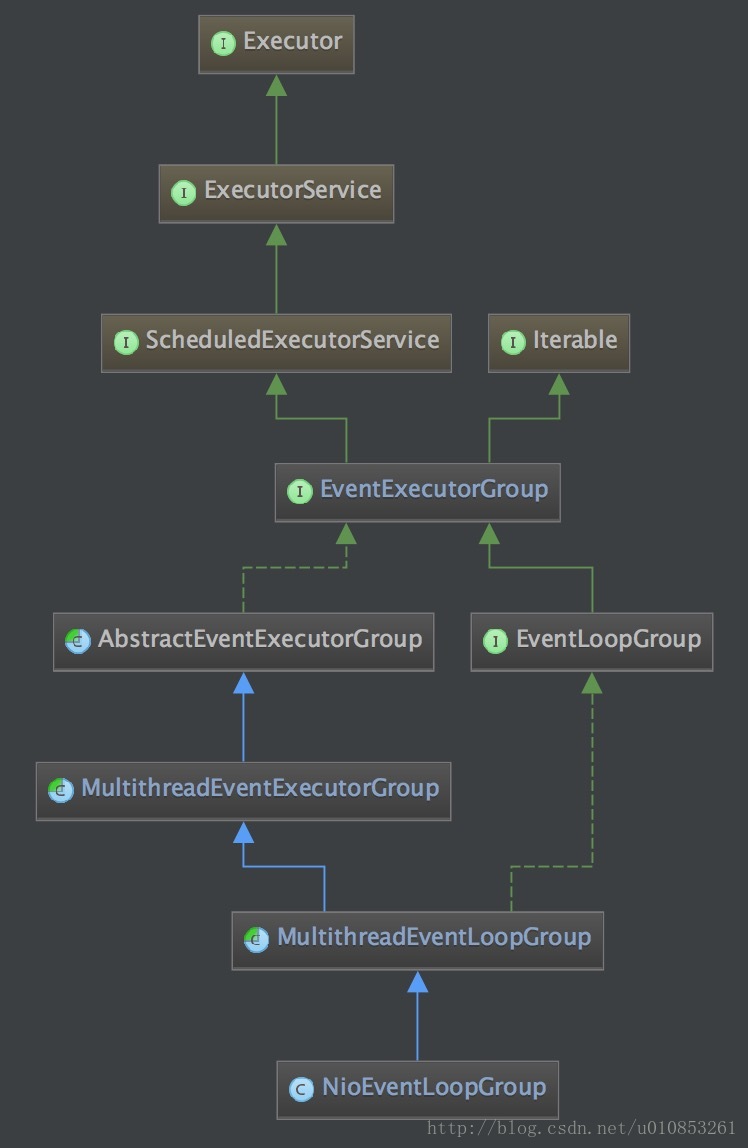 I Executor
I ExecutorService
I ScheduledExecutorService
I Iterable
I EventExecutorGroup
C AbstractEventExecutorGroup
I EventLoopGroup
C MultithreadEventExecutorGroup
C MultithreadEventLoopGroup
C NioEventLoopGroup
http://blog.csdn.net/u010853261